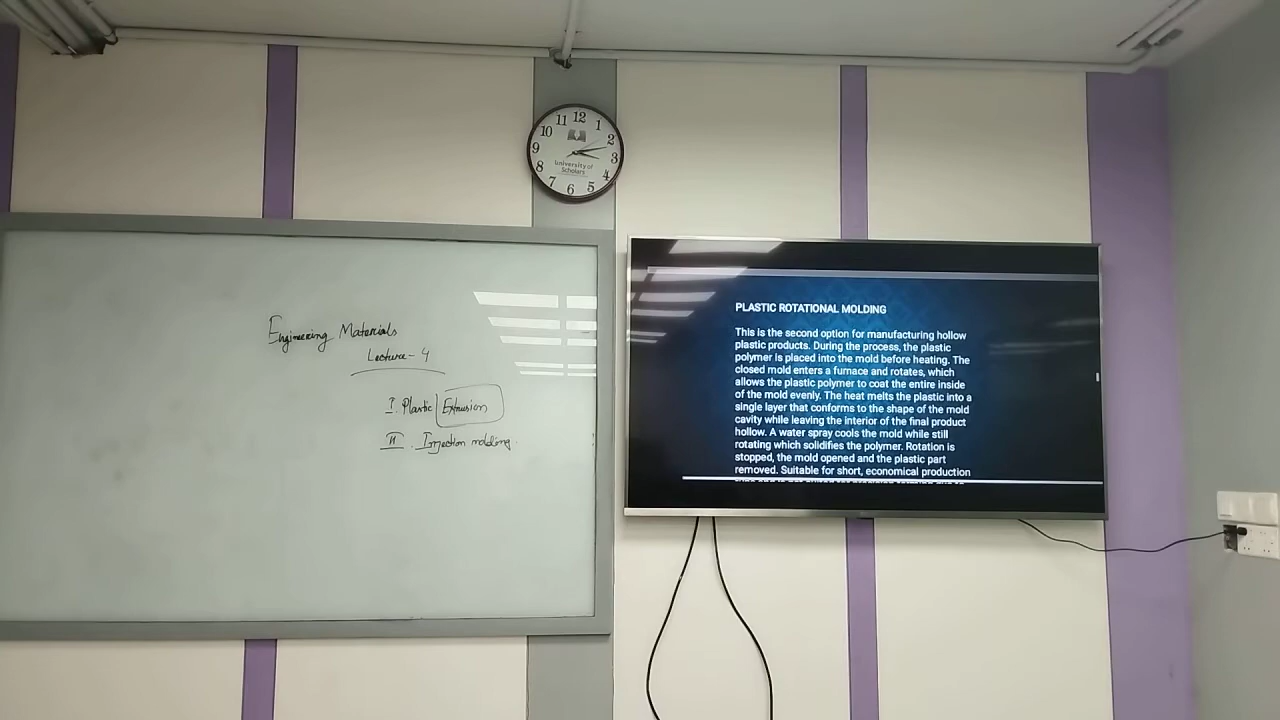 12
11 1
10 2
9 3
8 4
7 5
6
University of
Scholars
Engineering Materials
Lecture - 4
I. Plastic Extrusion
II. Injection molding.
PLASTIC ROTATIONAL MOLDING
This is the second option for manufacturing hollow
plastic products. During the process, the plastic
polymer is placed into the mold before heating. The
closed mold enters a furnace and rotates, which
allows the plastic polymer to coat the entire inside
of the mold evenly. The heat melts the plastic into a
single layer that conforms to the shape of the mold
cavity while leaving the interior of the final product
hollow. A water spray cools the mold while still
rotating which solidifies the polymer. Rotation is
stopped, the mold opened and the plastic part
removed. Suitable for short, economical production